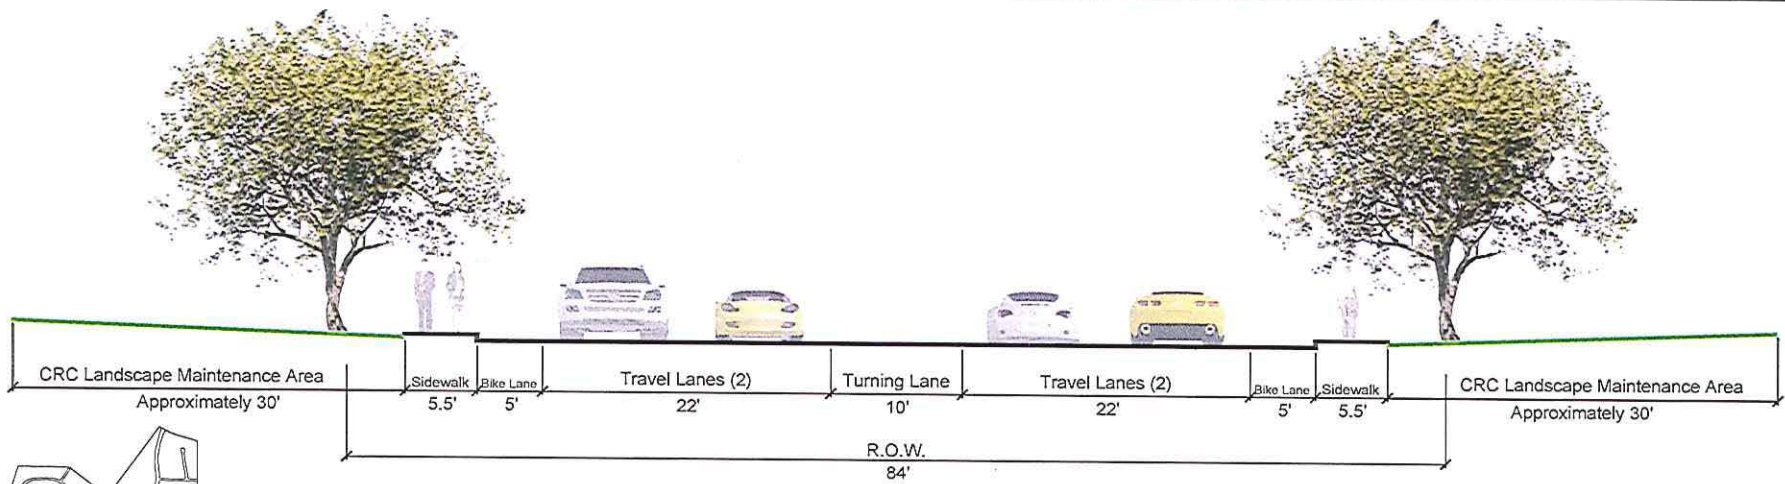 CRC Landscape Maintenance Area
Approximately 30'
Sidewalk
5.5'
Bike Lane
5'
Travel Lanes (2)
22'
Turning Lane
10'
Travel Lanes (2)
22'
Bike Lane
5'
Sidewalk
5.5'
CRC Landscape Maintenance Area
Approximately 30'
R.O.W.
84'